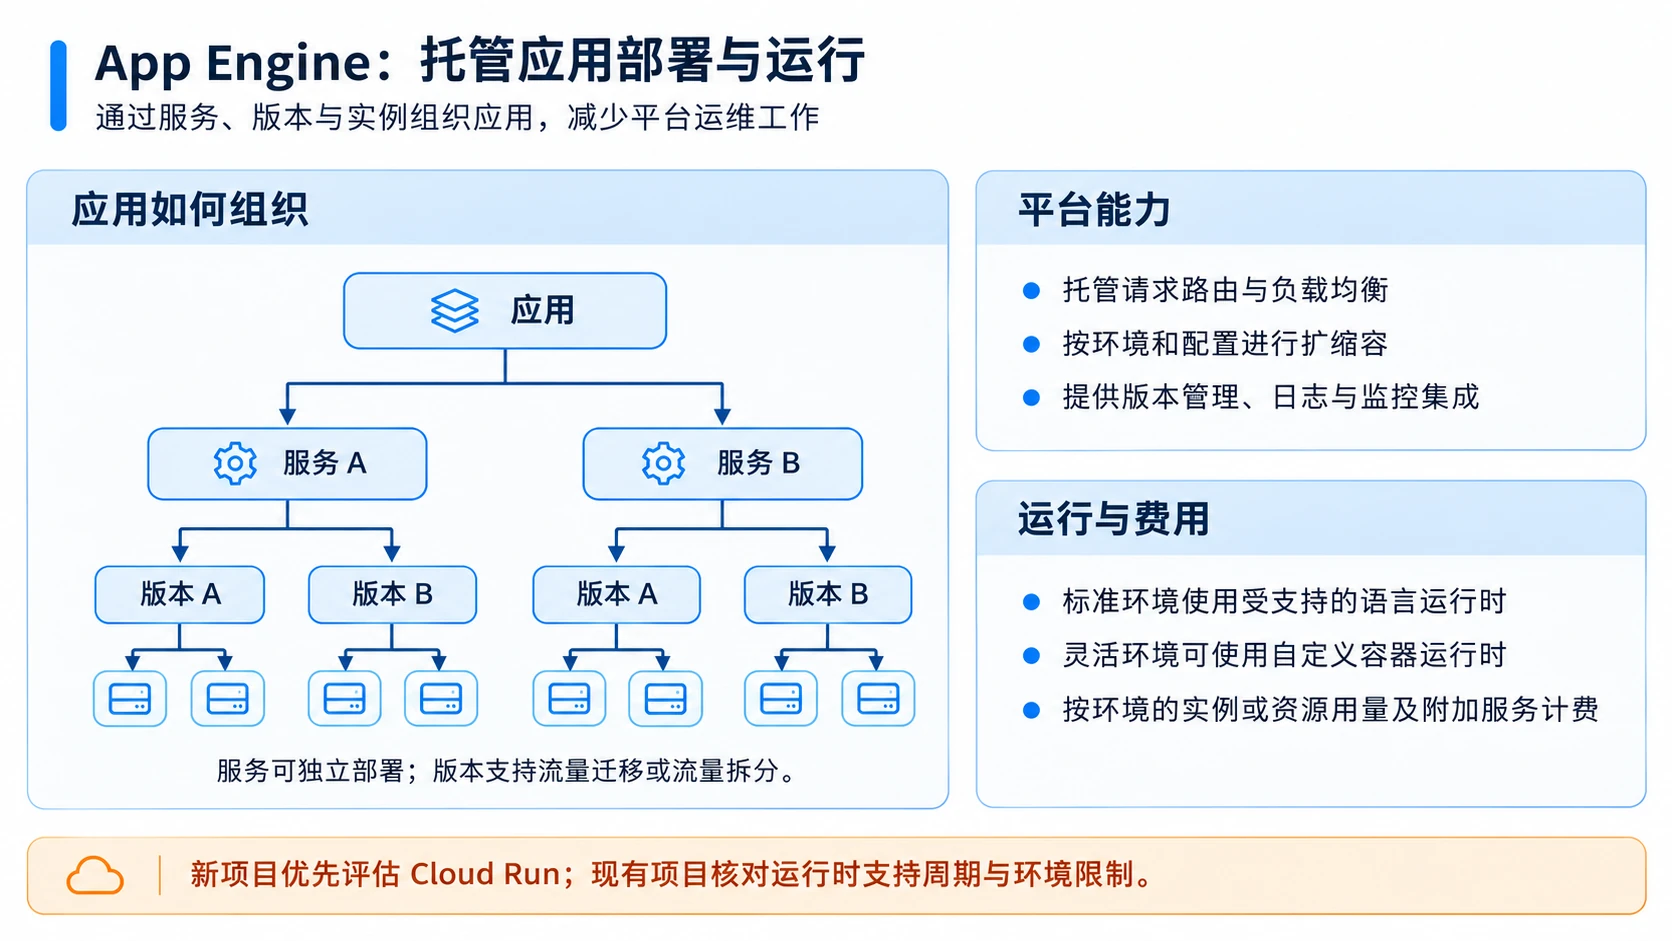 App Engine：托管应用部署与运行
通过服务、版本与实例组织应用，减少平台运维工作
应用如何组织
应用
服务 A
服务 B
版本 A
版本 B
版本 A
版本 B
服务可独立部署；版本支持流量迁移或流量拆分。
平台能力
托管请求路由与负载均衡
按环境和配置进行扩缩容
提供版本管理、日志与监控集成
运行与费用
标准环境使用受支持的语言运行时
灵活环境可使用自定义容器运行时
按环境的实例或资源用量及附加服务计费
新项目优先评估 Cloud Run；现有项目核对运行时支持周期与环境限制。